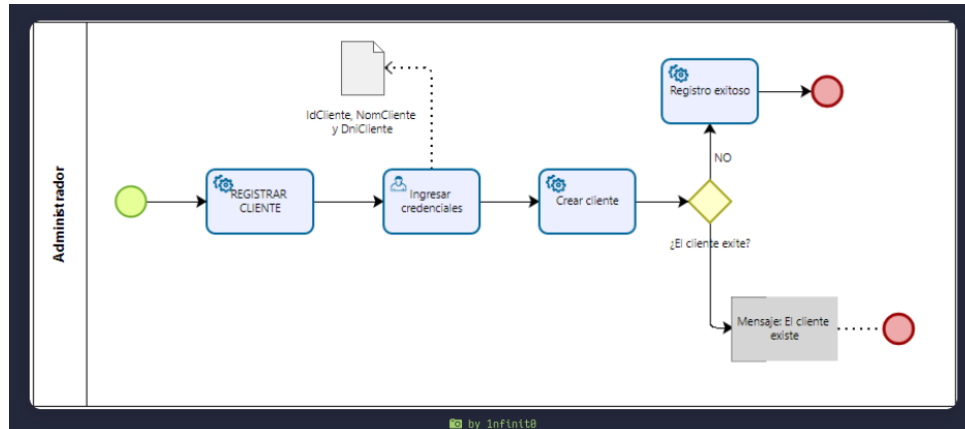 Administrador
IdCliente, NomCliente
y DniCliente
REGISTRAR
CLIENTE
Ingresar
credenciales
Crear cliente
Registro exitoso
NO
¿El cliente exite?
Mensaje: El cliente
existe
by 1nfinit0